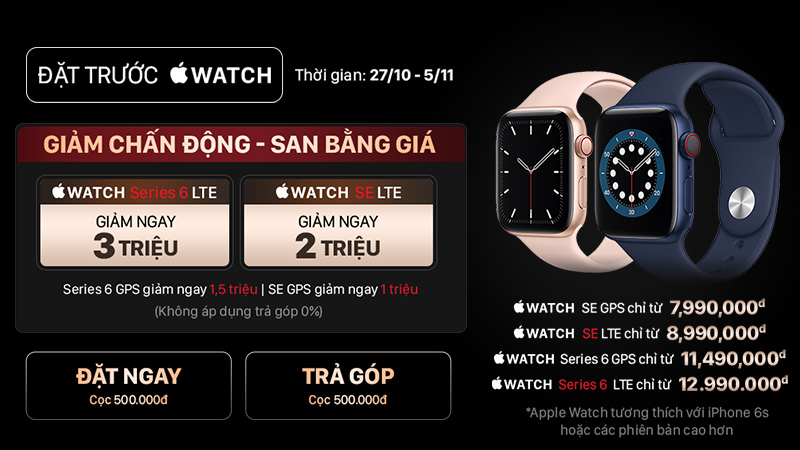 ĐẶT TRƯỚC WATCH
Thời gian: 27/10 - 5/11
GIẢM CHẤN ĐỘNG - SAN BẰNG GIÁ
WATCH Series 6 LTE
GIẢM NGAY
3 TRIỆU
WATCH SE LTE
GIẢM NGAY
2 TRIỆU
Series 6 GPS giảm ngay 1,5 triệu | SE GPS giảm ngay 1 triệu
(Không áp dụng trả góp 0%)
ĐẶT NGAY
Cọc 500.000đ
TRẢ GÓP
Cọc 500.000đ
WATCH SE GPS chỉ từ 7,990,000đ
WATCH SE LTE chỉ từ 8,990,000đ
WATCH Series 6 GPS chỉ từ 11,490,000đ
WATCH Series 6 LTE chỉ từ 12.990.000đ
*Apple Watch tương thích với iPhone 6s
hoặc các phiên bản cao hơn